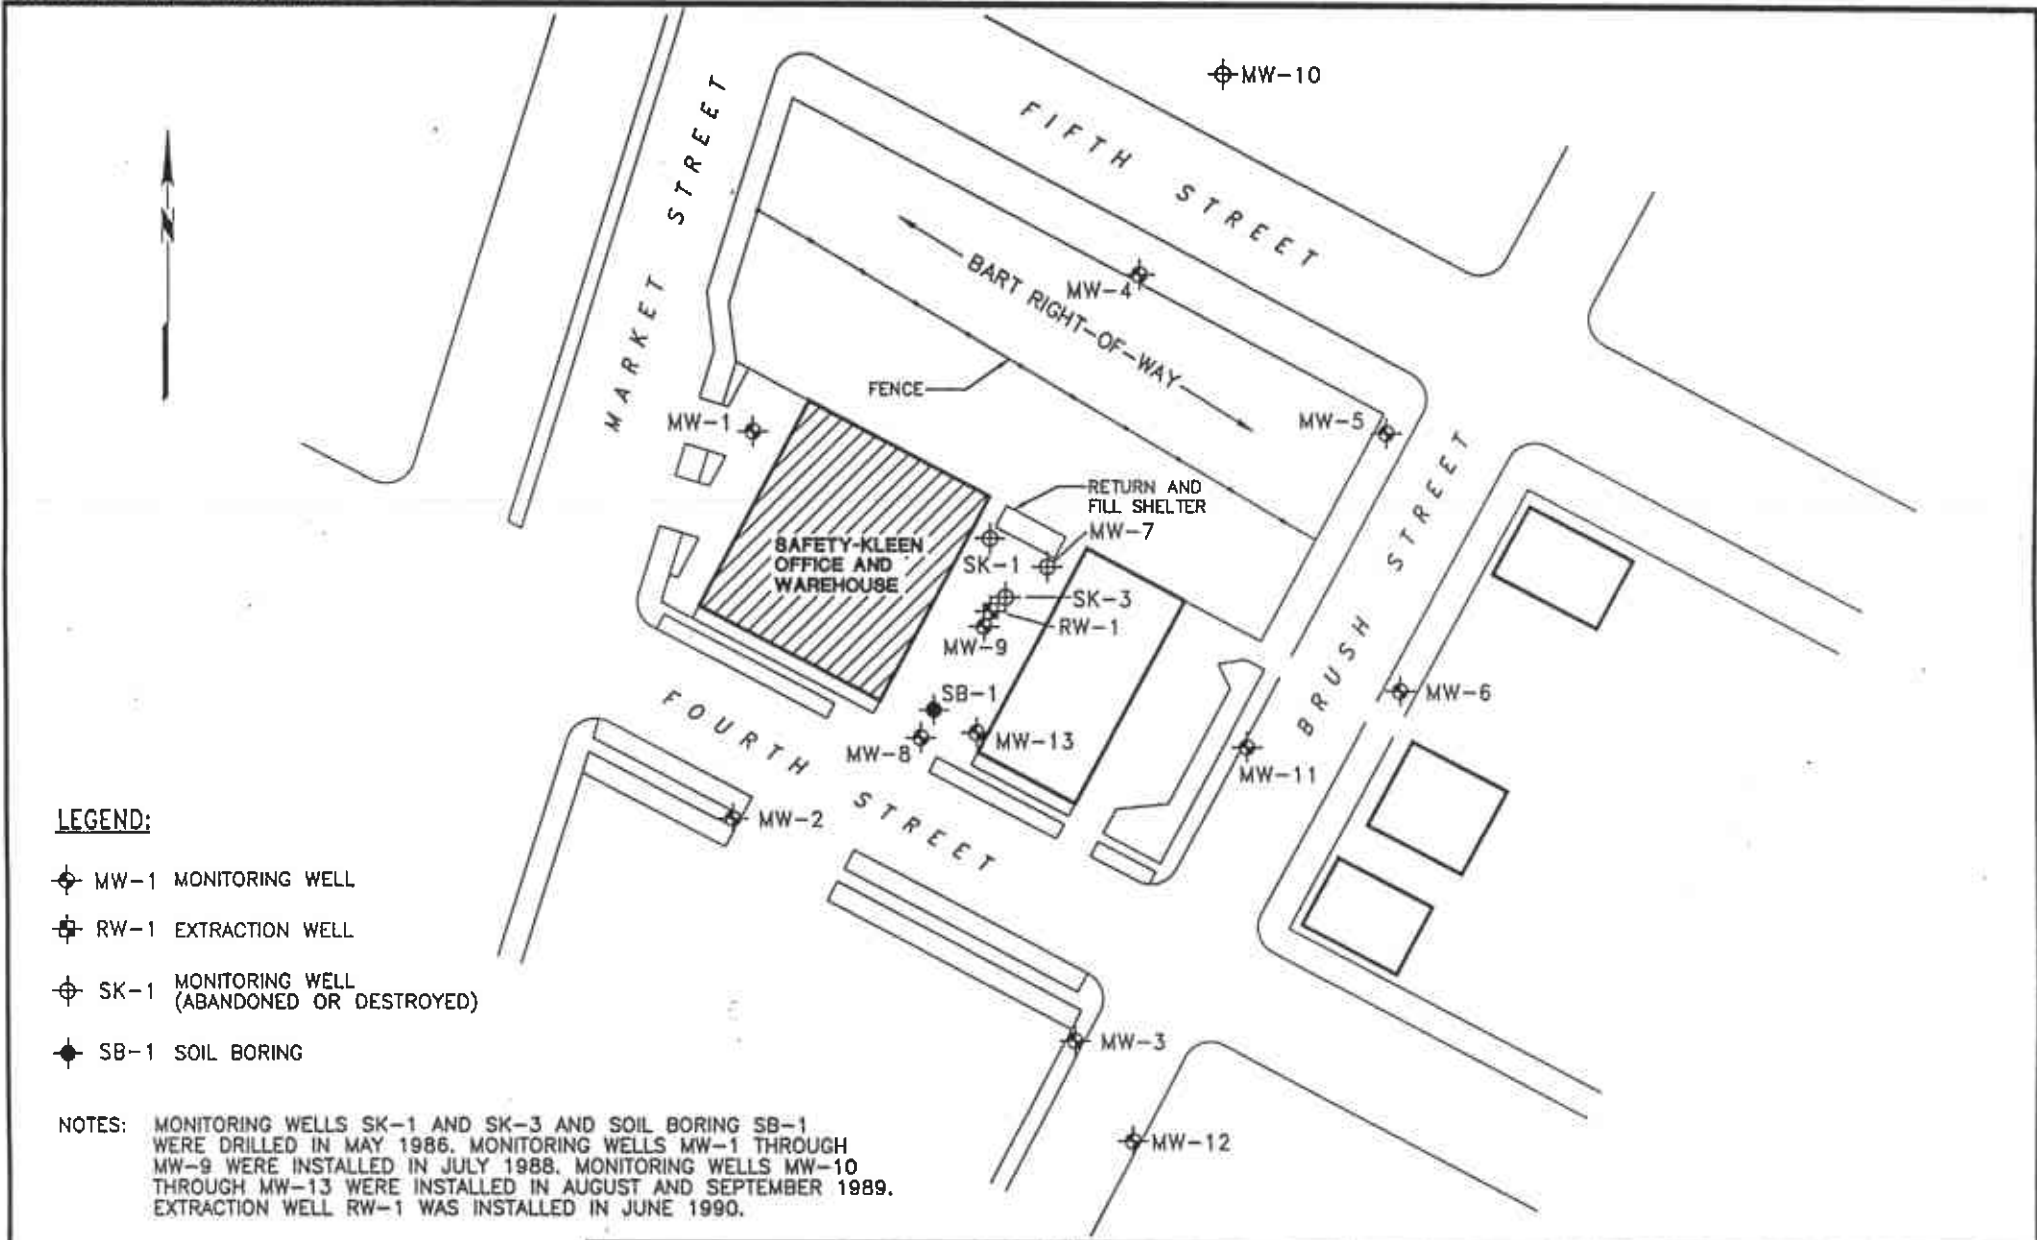 MW-10
FIFTH STREET
MARKET STREET
N
BART RIGHT-OF-WAY
MW-4
FENCE
MW-1
MW-5
BRUSH STREET
RETURN AND
FILL SHELTER
MW-7
SAFETY-KLEEN
OFFICE AND
WAREHOUSE
SK-1
SK-3
RW-1
MW-9
SB-1
MW-6
FOURTH STREET
MW-8
MW-13
MW-11
MW-2
MW-3
MW-12
LEGEND:
MW-1 MONITORING WELL
RW-1 EXTRACTION WELL
SK-1 MONITORING WELL
(ABANDONED OR DESTROYED)
SB-1 SOIL BORING
NOTES: MONITORING WELLS SK-1 AND SK-3 AND SOIL BORING SB-1
WERE DRILLED IN MAY 1986. MONITORING WELLS MW-1 THROUGH
MW-9 WERE INSTALLED IN JULY 1988. MONITORING WELLS MW-10
THROUGH MW-13 WERE INSTALLED IN AUGUST AND SEPTEMBER 1989.
EXTRACTION WELL RW-1 WAS INSTALLED IN JUNE 1990.